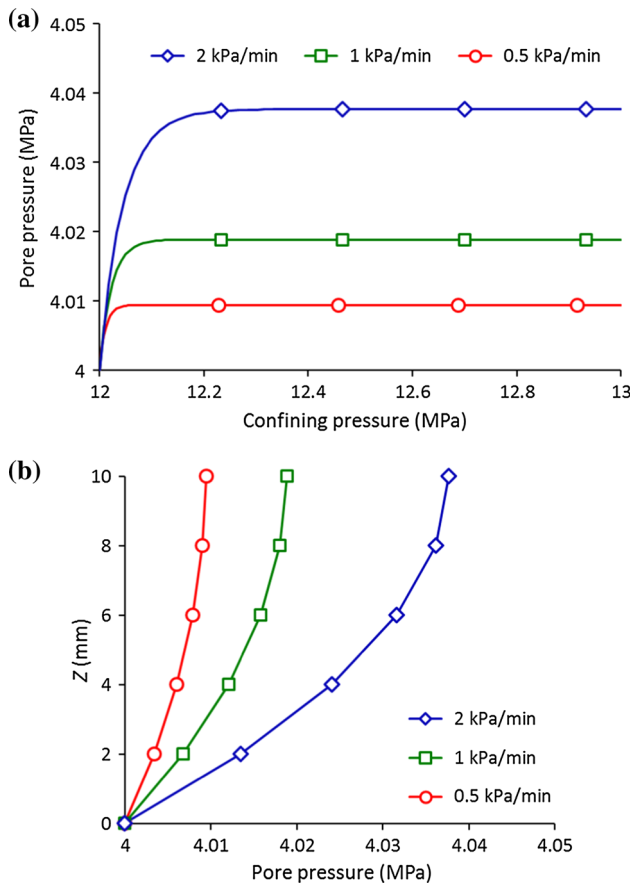 (a)
4.05
4.04
4.03
4.02
4.01
4
Pore pressure (MPa)
2 kPa/min 1 kPa/min 0.5 kPa/min
12 12.2 12.4 12.6 12.8 13
Confining pressure (MPa)
(b)
10
8
6
4
2
0
Z (mm)
2 kPa/min
1 kPa/min
0.5 kPa/min
4 4.01 4.02 4.03 4.04 4.05
Pore pressure (MPa)